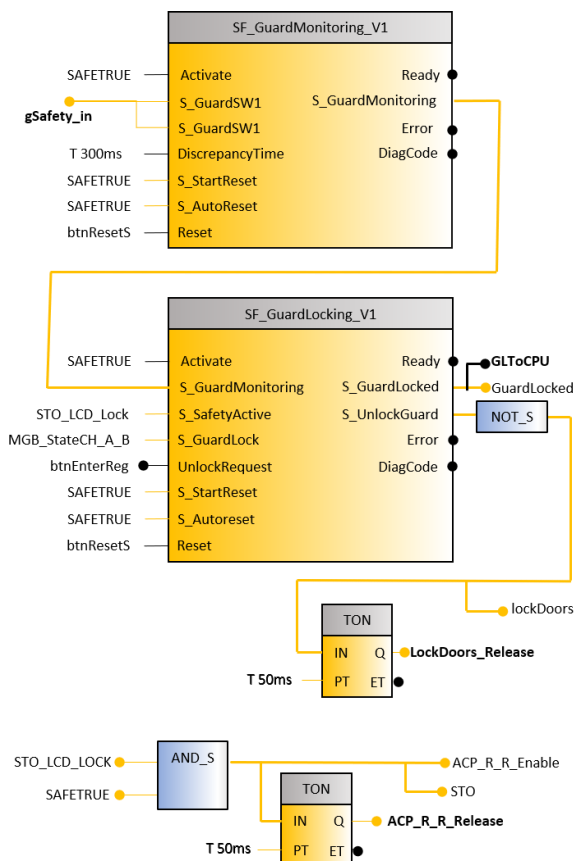 SF_GuardMonitoring_V1
SAFETRUE Activate Ready
S_GuardSW1 S_GuardMonitoring
gSafety_in S_GuardSW1 Error
T 300ms DiscrepancyTime DiagCode
SAFETRUE S_StartReset
SAFETRUE S_AutoReset
btnResetS Reset
SF_GuardLocking_V1
SAFETRUE Activate Ready GLToCPU
S_GuardMonitoring S_GuardLocked GuardLocked
STO_LCD_Lock S_SafetyActive S_UnlockGuard NOT_S
MGB_StateCH_A_B S_GuardLock Error
btnEnterReg UnlockRequest DiagCode
SAFETRUE S_StartReset
SAFETRUE S_Autoreset
btnResetS Reset
lockDoors
TON
IN Q LockDoors_Release
T 50ms PT ET
STO_LCD_LOCK AND_S ACP_R_R_Enable
SAFETRUE STO
TON
IN Q ACP_R_R_Release
T 50ms PT ET